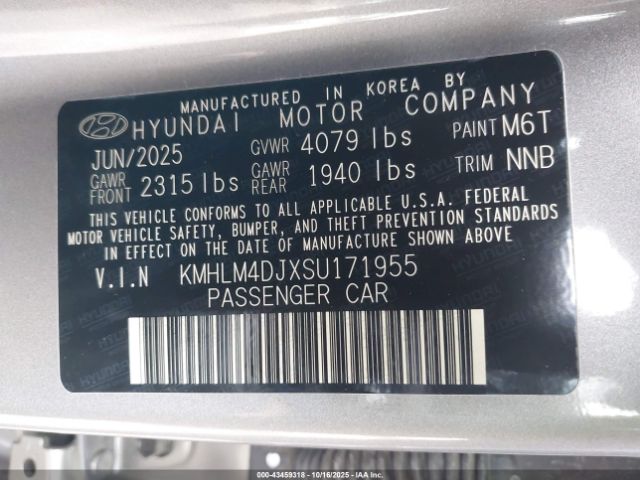 MANUFACTURED IN KOREA BY
HYUNDAI MOTOR COMPANY
JUN/2025 GVWR 4079 lbs PAINT M6T
GAWR FRONT 2315 lbs GAWR REAR 1940 lbs TRIM NNB
THIS VEHICLE CONFORMS TO ALL APPLICABLE U.S.A. FEDERAL
MOTOR VEHICLE SAFETY, BUMPER, AND THEFT PREVENTION STANDARDS
IN EFFECT ON THE DATE OF MANUFACTURE SHOWN ABOVE.
V.I.N KMHLM4DJXSU171955
PASSENGER CAR
000-43459318 | 10/16/2025 | IAAI.CA